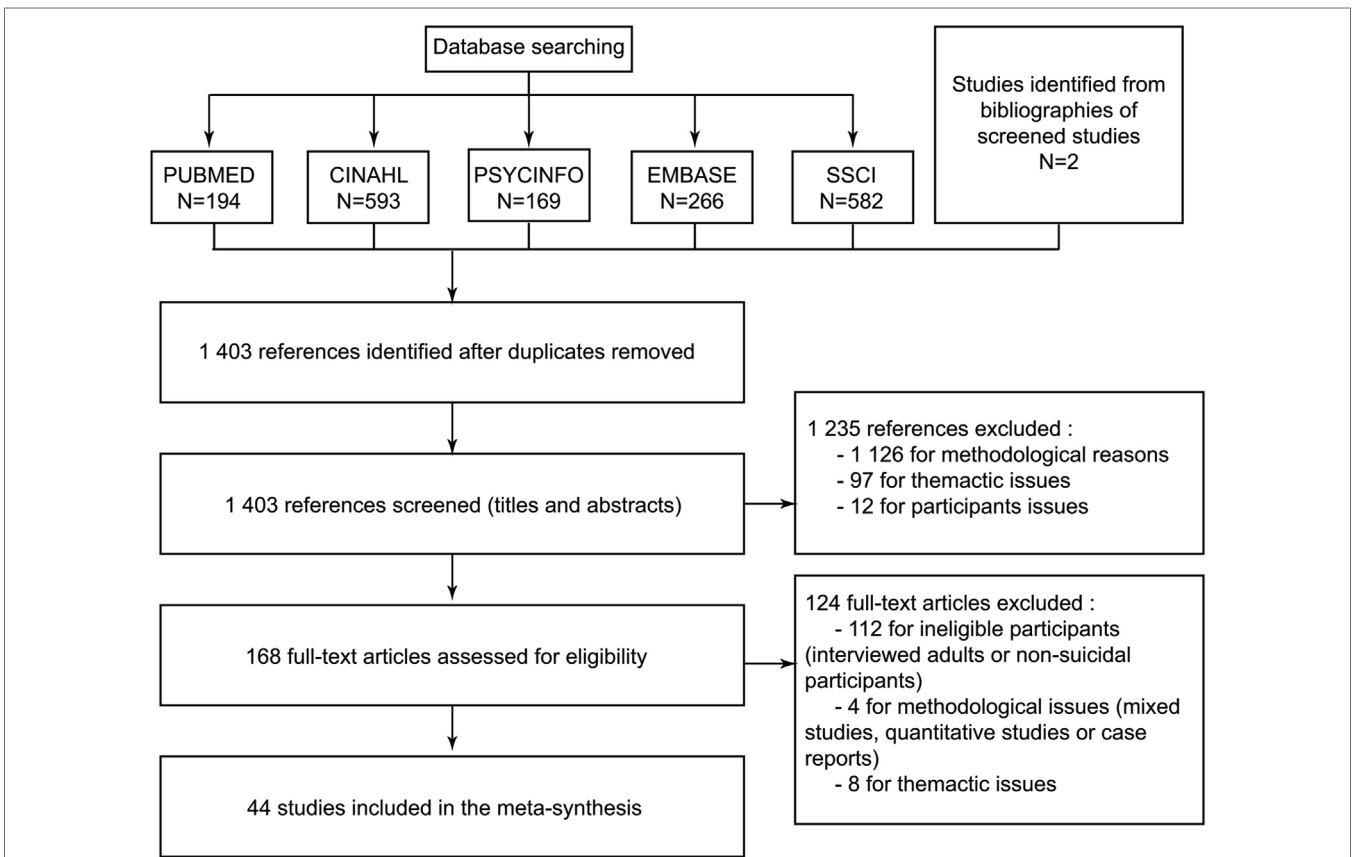 Database searching
PUBMED
N=194
CINAHL
N=593
PSYCINFO
N=169
EMBASE
N=266
SSCI
N=582
Studies identified from
bibliographies of
screened studies
N=2
1 403 references identified after duplicates removed
1 403 references screened (titles and abstracts)
1 235 references excluded :
- 1 126 for methodological reasons
- 97 for themactic issues
- 12 for participants issues
168 full-text articles assessed for eligibility
124 full-text articles excluded :
- 112 for ineligible participants
(interviewed adults or non-suicidal
participants)
- 4 for methodological issues (mixed
studies, quantitative studies or case
reports)
- 8 for themactic issues
44 studies included in the meta-synthesis